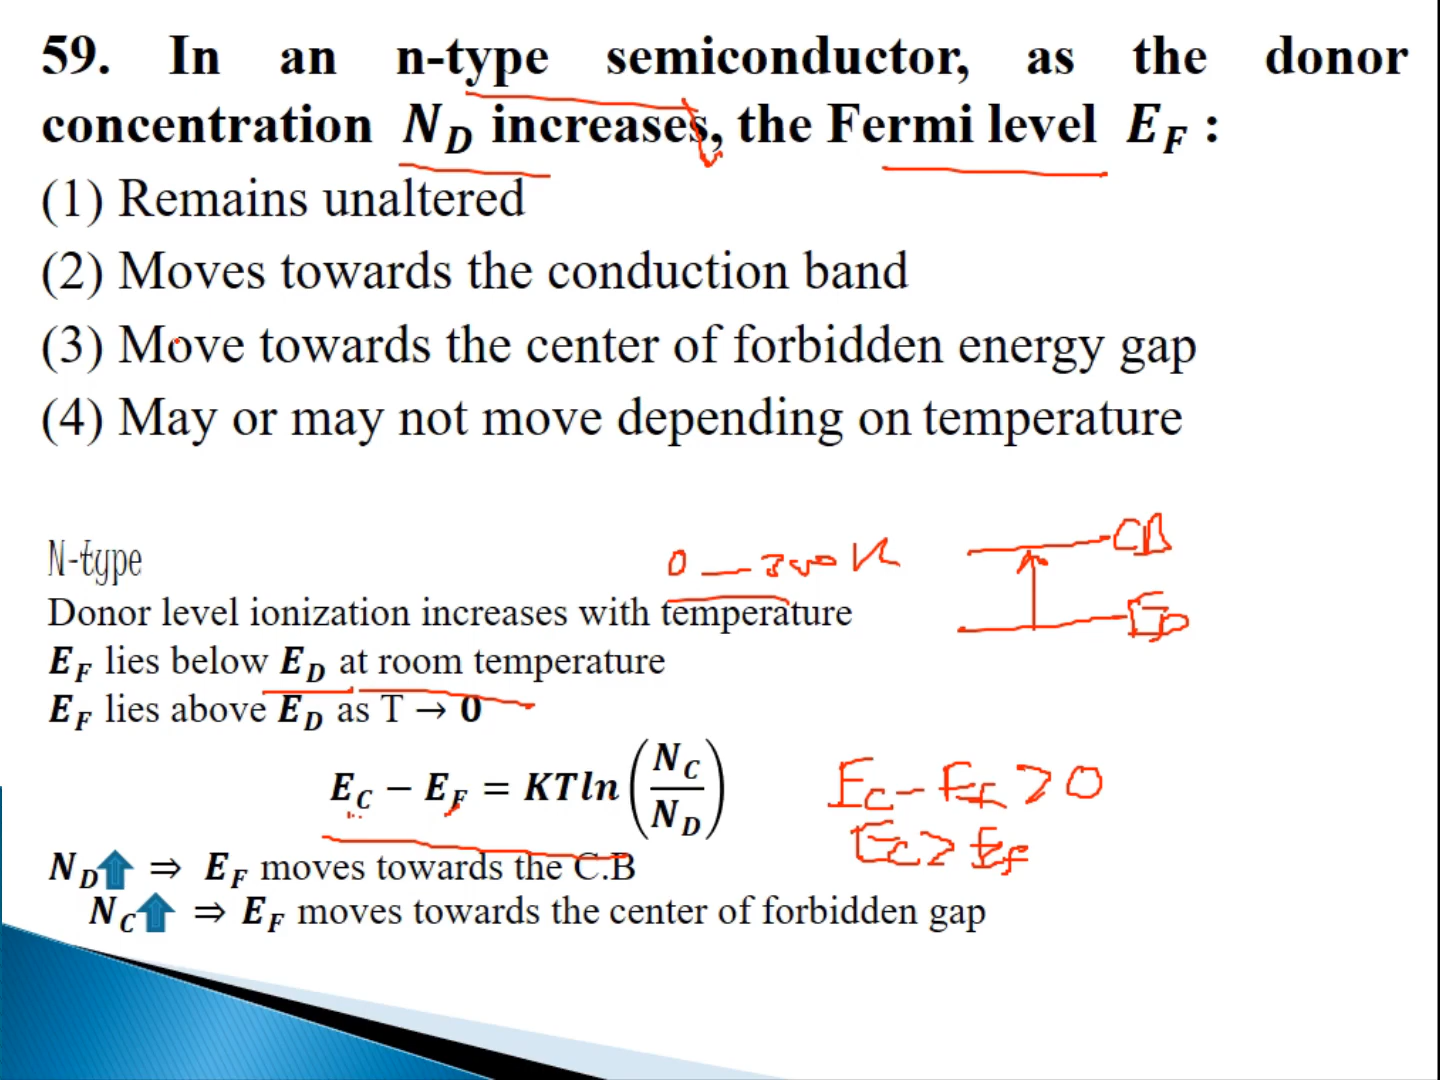 59. In an n-type semiconductor, as the donor
concentration N_D increases, the Fermi level E_F :
(1) Remains unaltered
(2) Moves towards the conduction band
(3) Move towards the center of forbidden energy gap
(4) May or may not move depending on temperature
N-type
0 — 300K
CB
Donor level ionization increases with temperature
E_D
E_F lies below E_D at room temperature
E_F lies above E_D as T → 0
E_C − E_F = KTln(N_C/N_D)
E_C − E_f > 0
E_C > E_f
N_D⬆ ⇒ E_F moves towards the C.B
N_C⬆ ⇒ E_F moves towards the center of forbidden gap